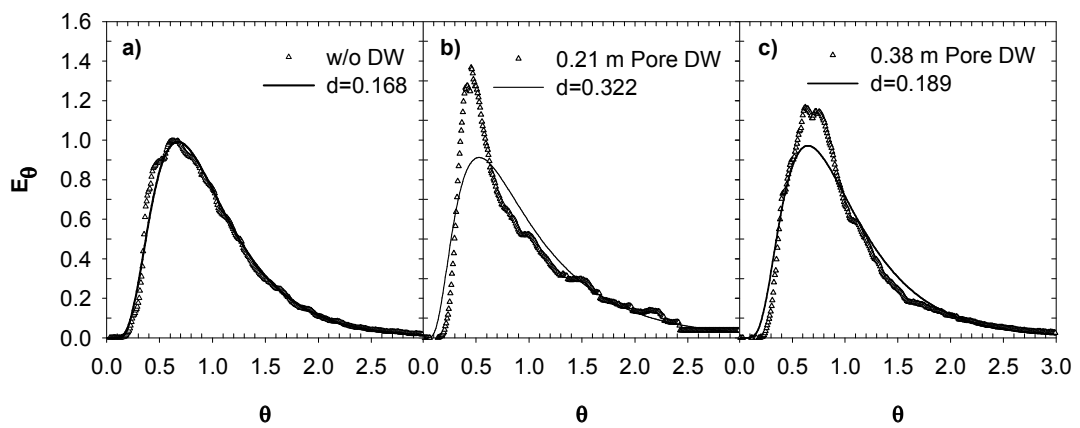 a)
w/o DW
d=0.168
b)
0.21 m Pore DW
d=0.322
c)
0.38 m Pore DW
d=0.189
1.6
1.4
1.2
1.0
0.8
0.6
0.4
0.2
0.0
Eθ
0.0 0.5 1.0 1.5 2.0 2.5 0.0 0.5 1.0 1.5 2.0 2.5 0.0 0.5 1.0 1.5 2.0 2.5 3.0
θ θ θ